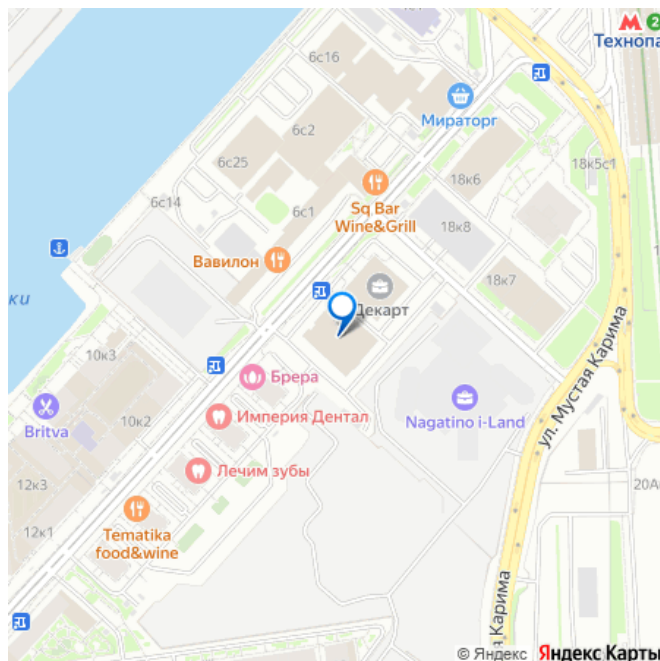 6с16
Технопа
Мираторг
6с2
18к5с1
6с25
18к6
6с14
Sq Bar
Wine&Grill
6с1
18к8
Вавилон
18к7
ки
Декарт
ул. Мустая Карима
10к3
Брера
Britva
10к2
Империя Дентал
Nagatino i-Land
Лечим зубы
12к3
12к1
Tematika
food&wine
ая Карима
© Яндекс
Яндекс Карты